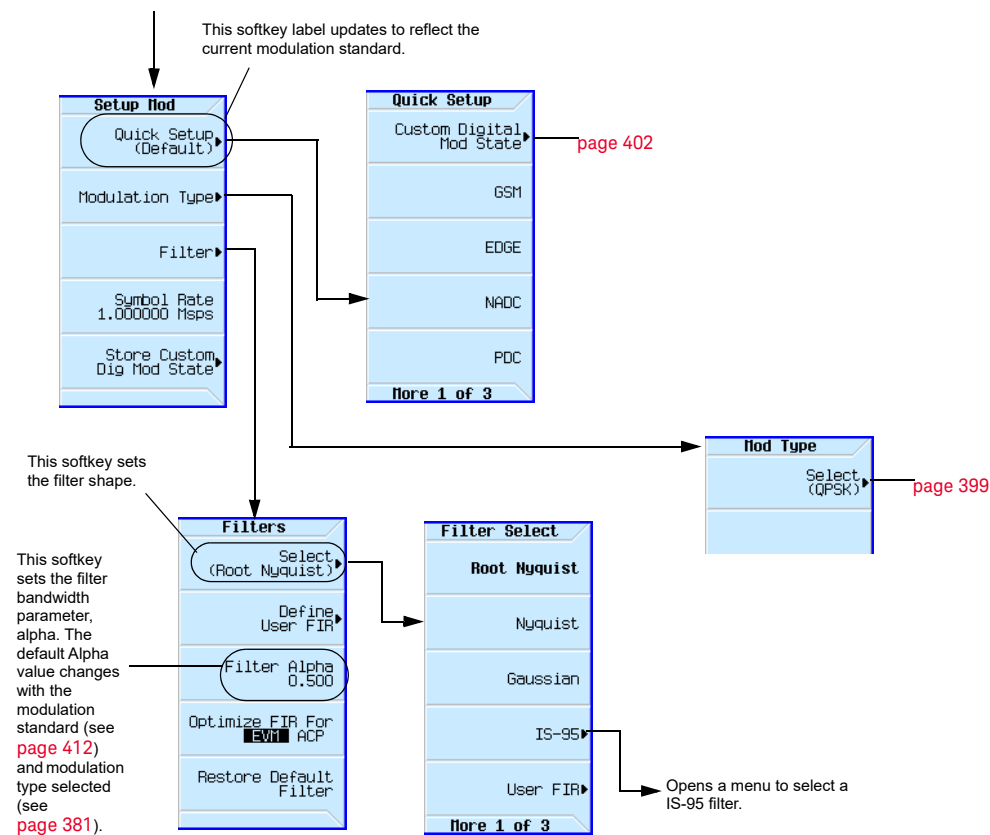 This softkey label updates to reflect the
current modulation standard.
Setup Mod
Quick Setup
(Default)
Modulation Type
Filter
Symbol Rate
1.000000 Msps
Store Custom
Dig Mod State
Quick Setup
Custom Digital
Mod State
page 402
GSM
EDGE
NADC
PDC
More 1 of 3
Mod Type
Select
(QPSK)
page 399
This softkey sets
the filter shape.
This softkey
sets the filter
bandwidth
parameter,
alpha. The
default Alpha
value changes
with the
modulation
standard (see
page 412)
and modulation
type selected
(see
page 381).
Filters
Select
(Root Nyquist)
Define
User FIR
Filter Alpha
0.500
Optimize FIR For
EVM ACP
Restore Default
Filter
Filter Select
Root Nyquist
Nyquist
Gaussian
IS-95
User FIR
More 1 of 3
Opens a menu to select a
IS-95 filter.